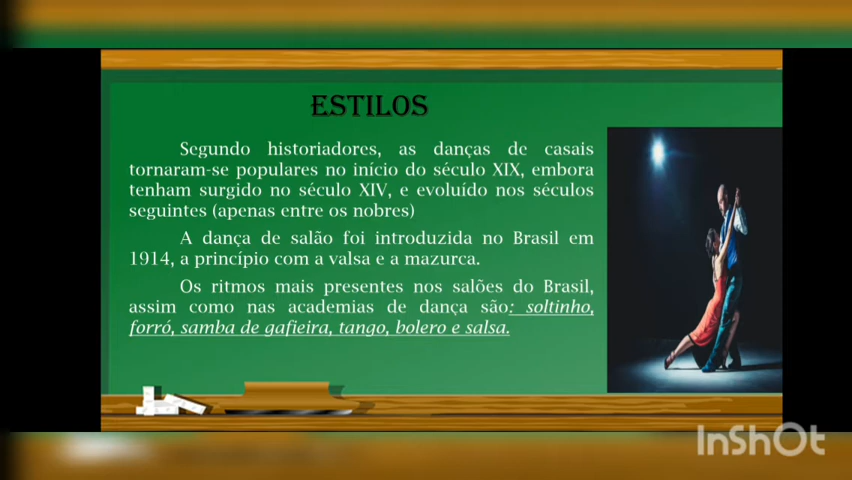 ESTILOS
Segundo historiadores, as danças de casais
tornaram-se populares no início do século XIX, embora
tenham surgido no século XIV, e evoluído nos séculos
seguintes (apenas entre os nobres)
A dança de salão foi introduzida no Brasil em
1914, a princípio com a valsa e a mazurca.
Os ritmos mais presentes nos salões do Brasil,
assim como nas academias de dança são: soltinho,
forró, samba de gafieira, tango, bolero e salsa.
InShOt